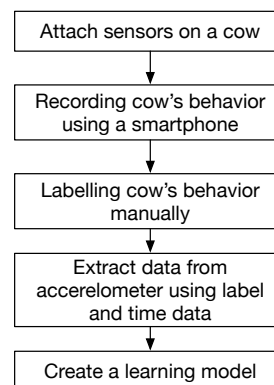 Attach sensors on a cow
Recording cow's behavior
using a smartphone
Labelling cow's behavior
manually
Extract data from
accerelometer using label
and time data
Create a learning model